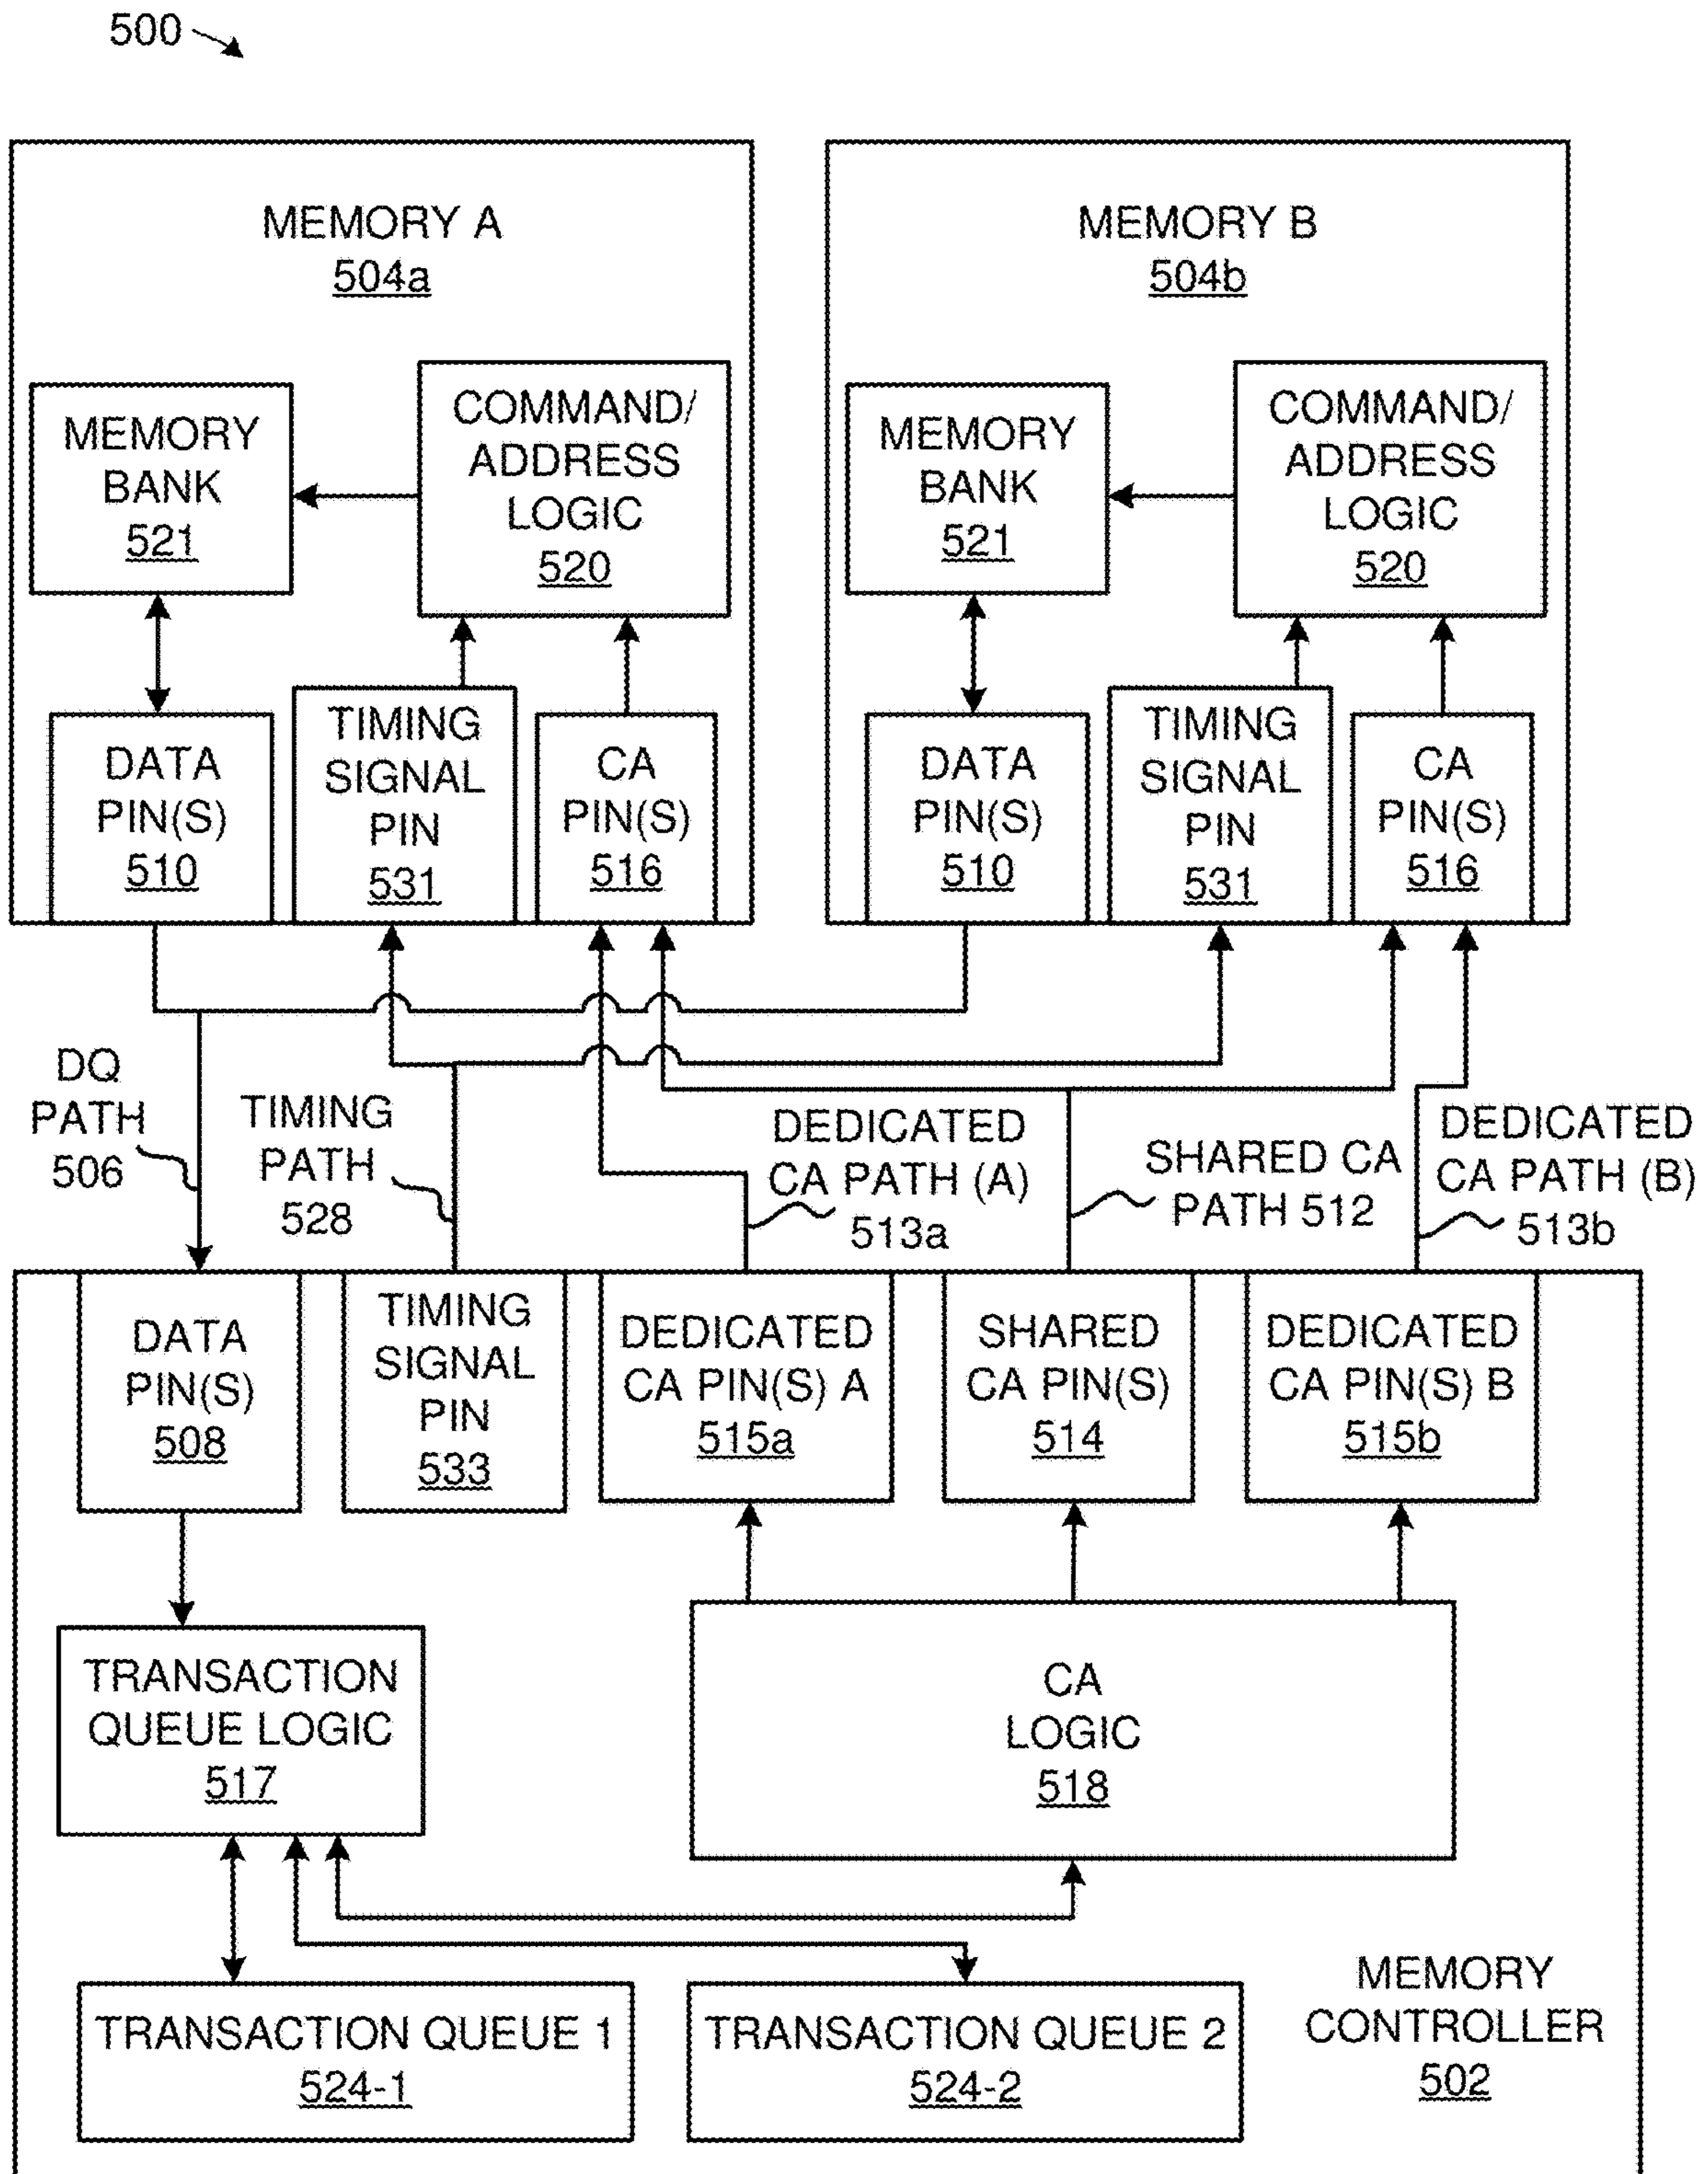 500
MEMORY A
504a
MEMORY B
504b
MEMORY
BANK
521
COMMAND/
ADDRESS
LOGIC
520
MEMORY
BANK
521
COMMAND/
ADDRESS
LOGIC
520
DATA
PIN(S)
510
TIMING
SIGNAL
PIN
531
CA
PIN(S)
516
DATA
PIN(S)
510
TIMING
SIGNAL
PIN
531
CA
PIN(S)
516
DQ
PATH
506
TIMING
PATH
528
DEDICATED
CA PATH (A)
513a
SHARED CA
PATH 512
DEDICATED
CA PATH (B)
513b
DATA
PIN(S)
508
TIMING
SIGNAL
PIN
533
DEDICATED
CA PIN(S) A
515a
SHARED
CA PIN(S)
514
DEDICATED
CA PIN(S) B
515b
TRANSACTION
QUEUE LOGIC
517
CA
LOGIC
518
TRANSACTION QUEUE 1
524-1
TRANSACTION QUEUE 2
524-2
MEMORY
CONTROLLER
502